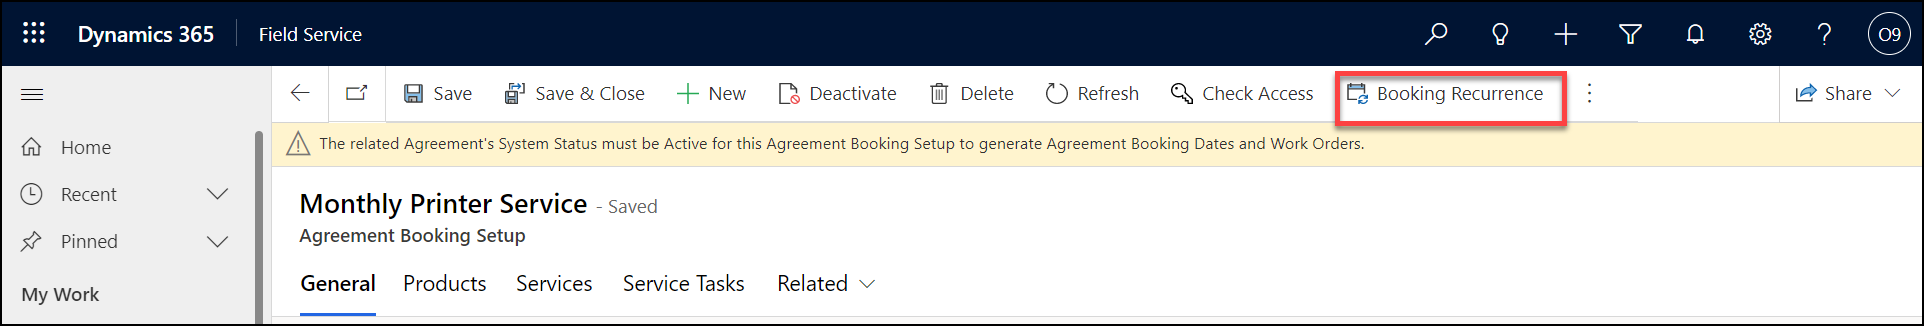 Dynamics 365 Field Service O9
Save Save & Close New Deactivate Delete Refresh Check Access Booking Recurrence Share
Home
Recent
Pinned
My Work
The related Agreement's System Status must be Active for this Agreement Booking Setup to generate Agreement Booking Dates and Work Orders.
Monthly Printer Service - Saved
Agreement Booking Setup
General Products Services Service Tasks Related